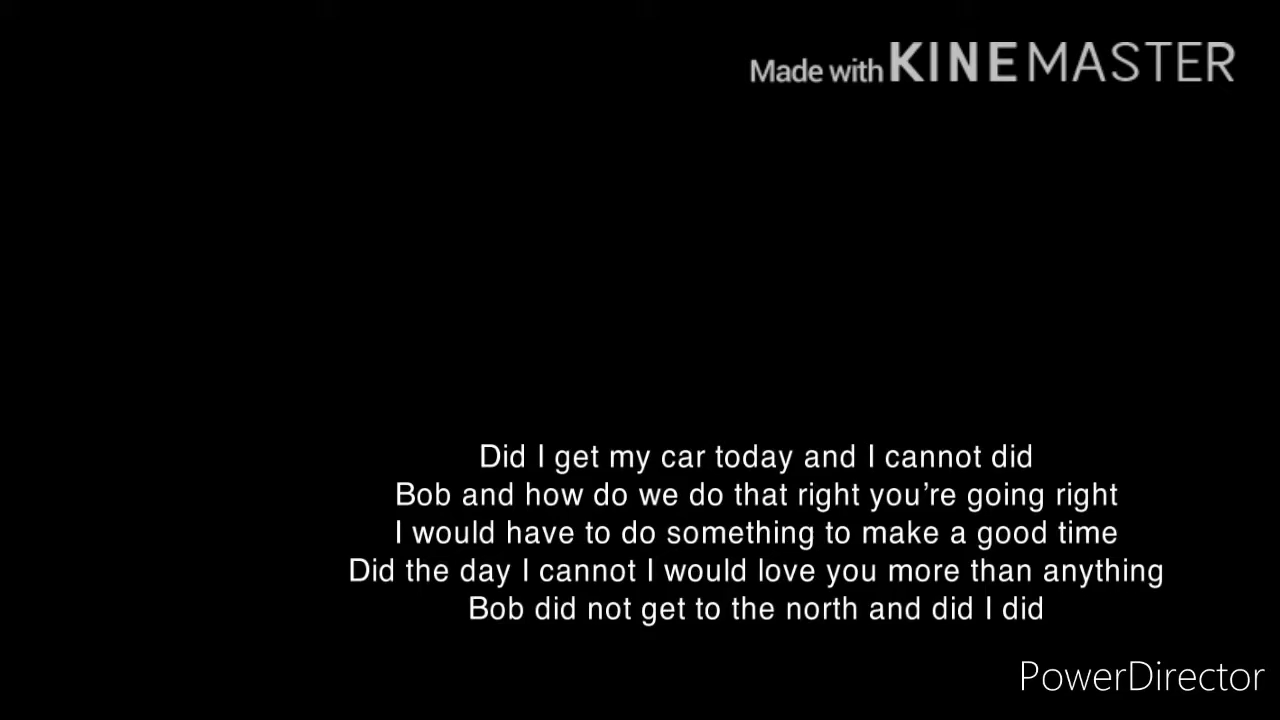 Made with KINEMASTER
Did I get my car today and I cannot did
Bob and how do we do that right you’re going right
I would have to do something to make a good time
Did the day I cannot I would love you more than anything
Bob did not get to the north and did I did
PowerDirector